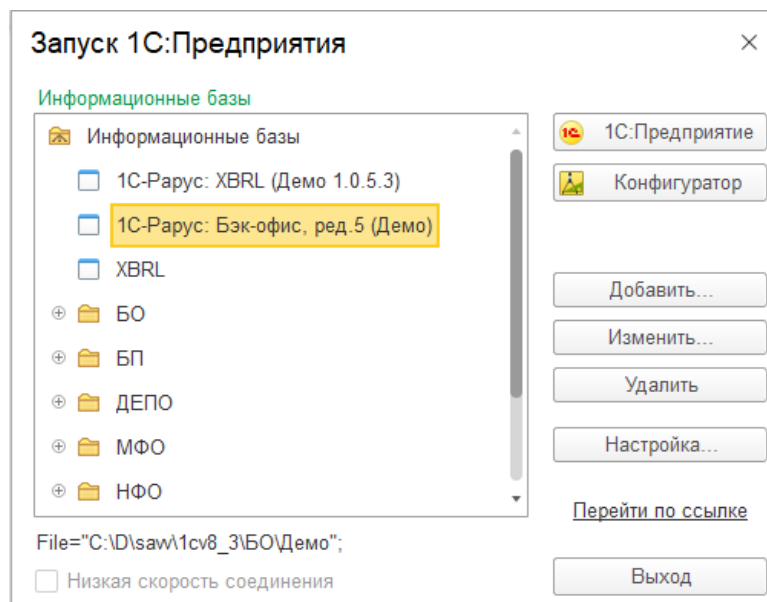 Запуск 1С:Предприятия
Информационные базы
Информационные базы
1С-Рарус: XBRL (Демо 1.0.5.3)
1С-Рарус: Бэк-офис, ред.5 (Демо)
XBRL
БО
БП
ДЕПО
МФО
НФО
File="C:\D\saw\1cv8_3\БО\Демо";
Низкая скорость соединения
1С:Предприятие
Конфигуратор
Добавить...
Изменить...
Удалить
Настройка...
Перейти по ссылке
Выход